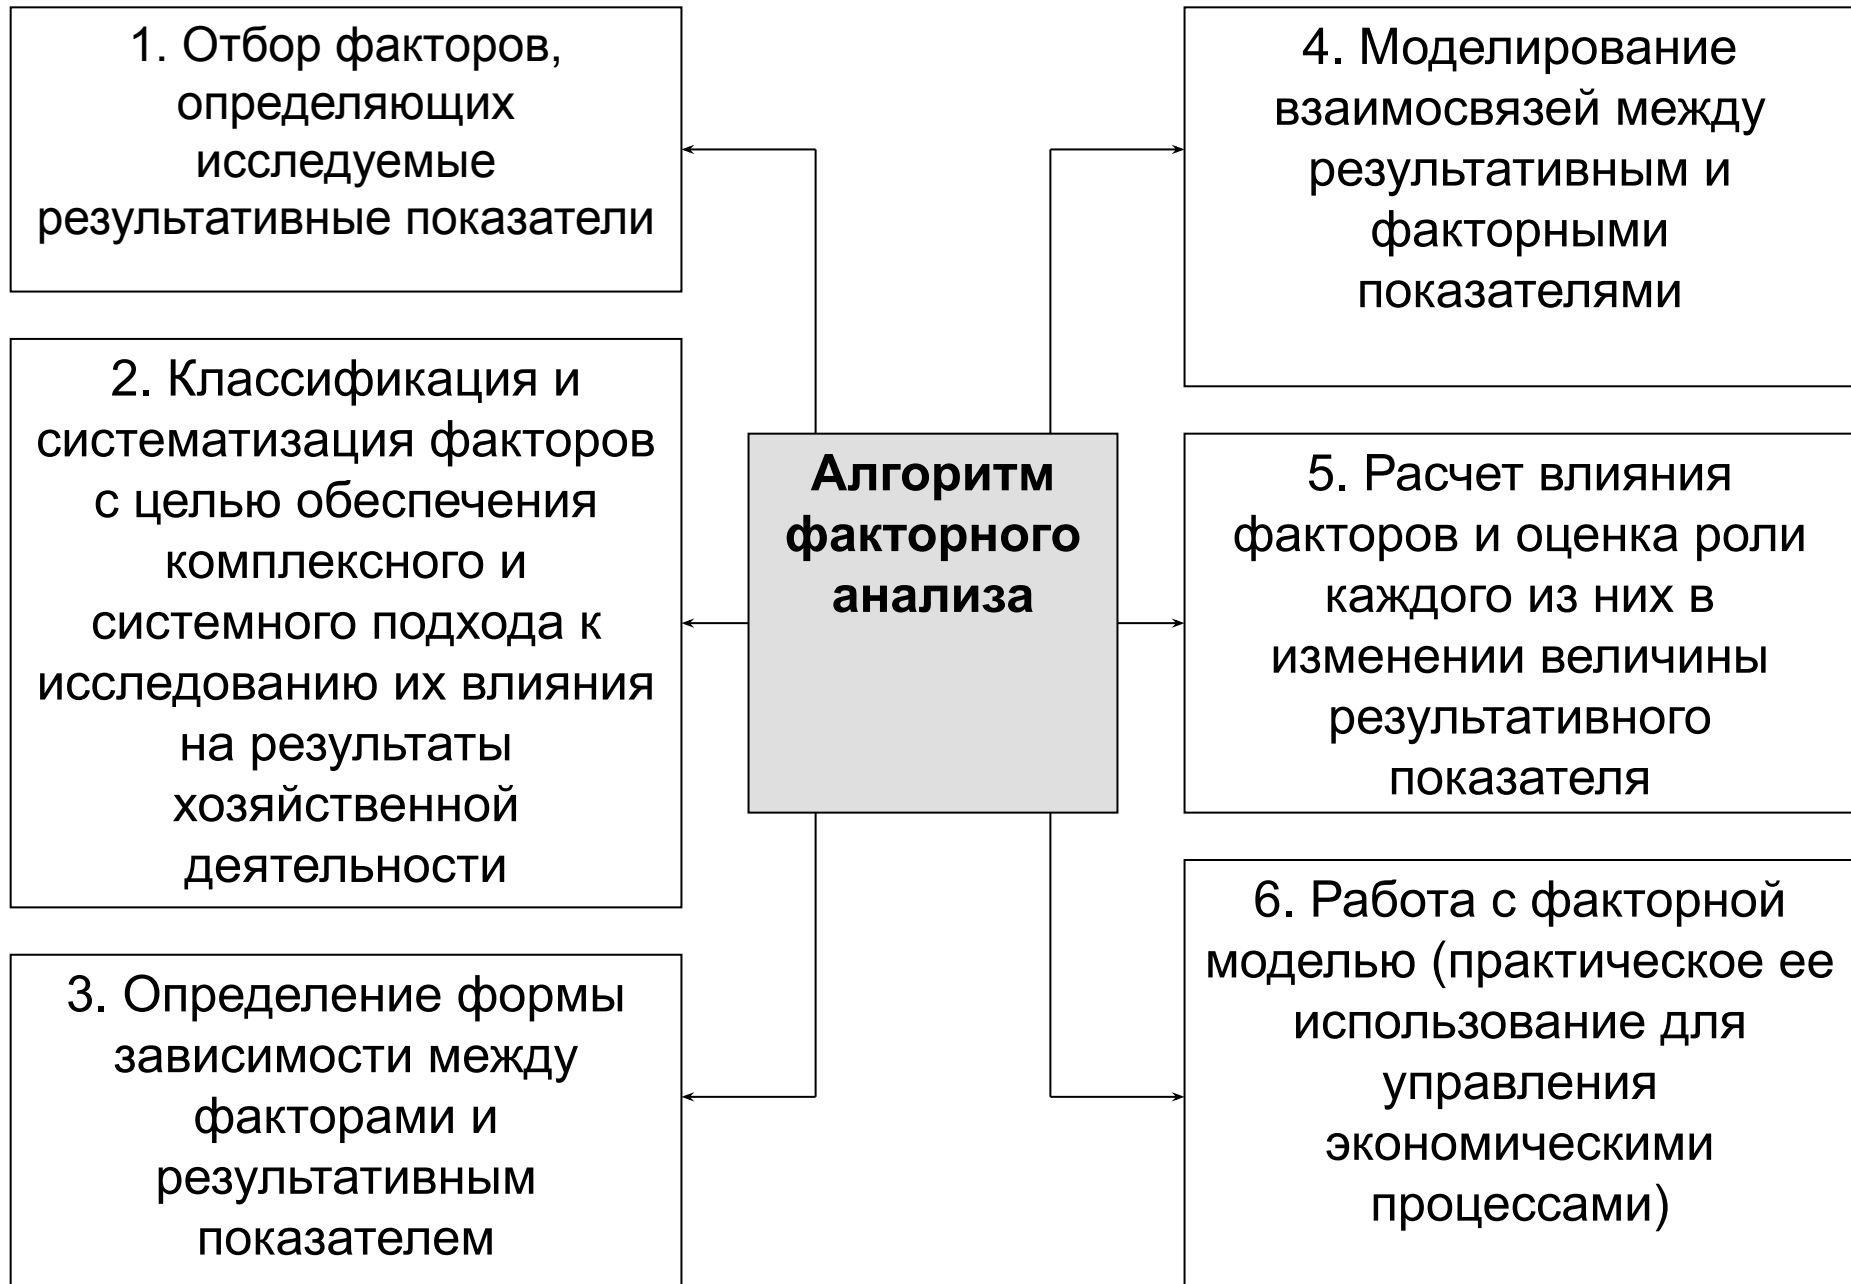 1. Отбор факторов,
определяющих
исследуемые
результативные показатели
2. Классификация и
систематизация факторов
с целью обеспечения
комплексного и
системного подхода к
исследованию их влияния
на результаты
хозяйственной
деятельности
3. Определение формы
зависимости между
факторами и
результативным
показателем
Алгоритм
факторного
анализа
4. Моделирование
взаимосвязей между
результативным и
факторными
показателями
5. Расчет влияния
факторов и оценка роли
каждого из них в
изменении величины
результативного
показателя
6. Работа с факторной
моделью (практическое ее
использование для
управления
экономическими
процессами)